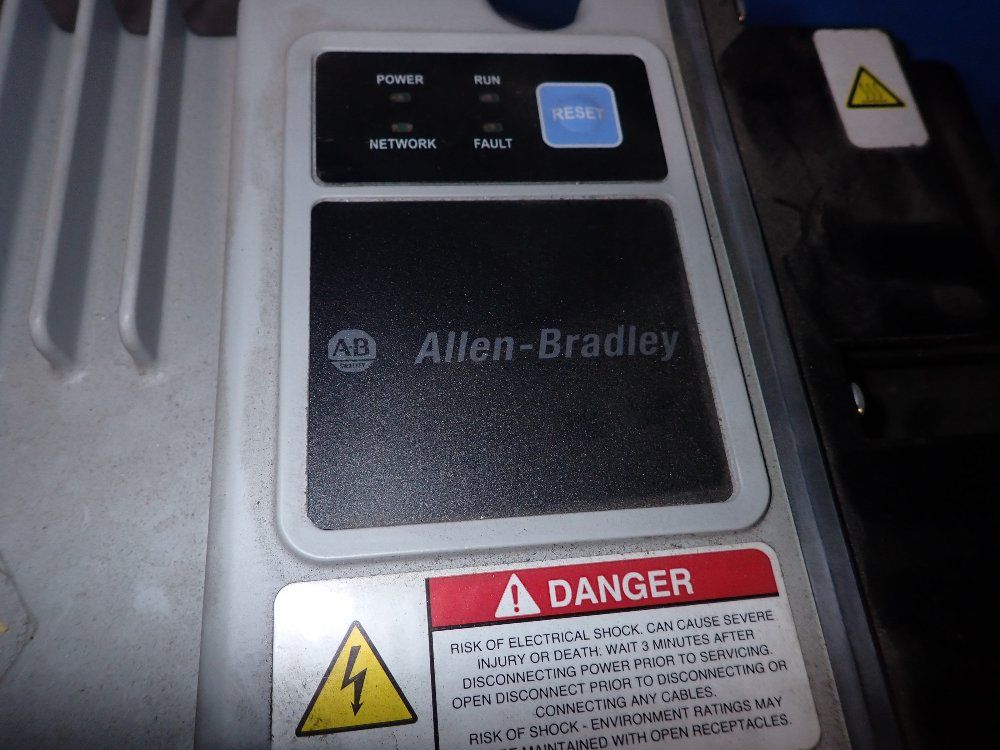 POWER RUN
RESET
NETWORK FAULT
A-B Allen-Bradley
DANGER
RISK OF ELECTRICAL SHOCK. CAN CAUSE SEVERE
INJURY OR DEATH. WAIT 3 MINUTES AFTER
DISCONNECTING POWER PRIOR TO SERVICING.
OPEN DISCONNECT PRIOR TO DISCONNECTING OR
CONNECTING ANY CABLES.
RISK OF SHOCK - ENVIRONMENT RATINGS MAY
MAINTAINED WITH OPEN RECEPTACLES.